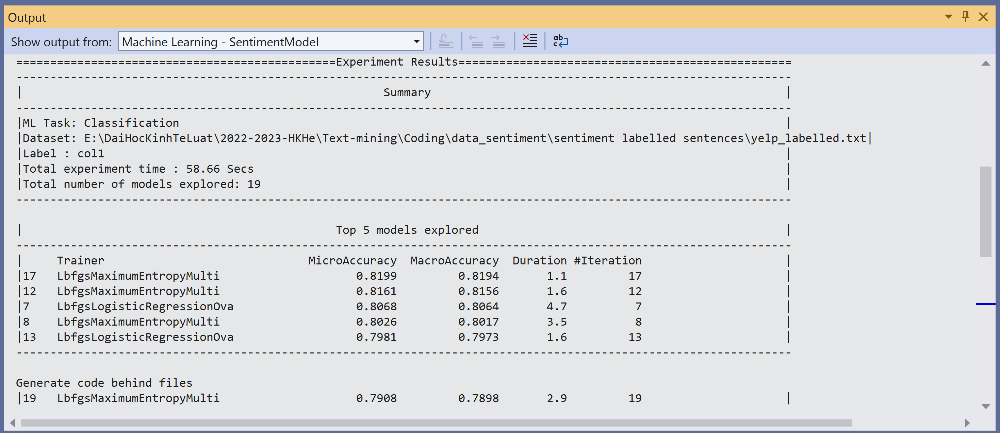 Output
Show output from: Machine Learning - SentimentModel
===============================================Experiment Results=================================================
------------------------------------------------------------------------------------------------------------------
|                                                     Summary                                                    |
------------------------------------------------------------------------------------------------------------------
|ML Task: Classification                                                                                         |
|Dataset: E:\DaiHocKinhTeLuat\2022-2023-HKHe\Text-mining\Coding\data_sentiment\sentiment labelled sentences\yelp_labelled.txt|
|Label : col1                                                                                                    |
|Total experiment time : 58.66 Secs                                                                              |
|Total number of models explored: 19                                                                             |
------------------------------------------------------------------------------------------------------------------
|                                              Top 5 models explored                                             |
------------------------------------------------------------------------------------------------------------------
|     Trainer                              MicroAccuracy  MacroAccuracy  Duration #Iteration                     |
|17   LbfgsMaximumEntropyMulti                    0.8199         0.8194       1.1         17                     |
|12   LbfgsMaximumEntropyMulti                    0.8161         0.8156       1.6         12                     |
|7    LbfgsLogisticRegressionOva                  0.8068         0.8064       4.7          7                     |
|8    LbfgsMaximumEntropyMulti                    0.8026         0.8017       3.5          8                     |
|13   LbfgsLogisticRegressionOva                  0.7981         0.7973       1.6         13                     |
------------------------------------------------------------------------------------------------------------------
Generate code behind files
|19   LbfgsMaximumEntropyMulti                    0.7908         0.7898       2.9         19                     |